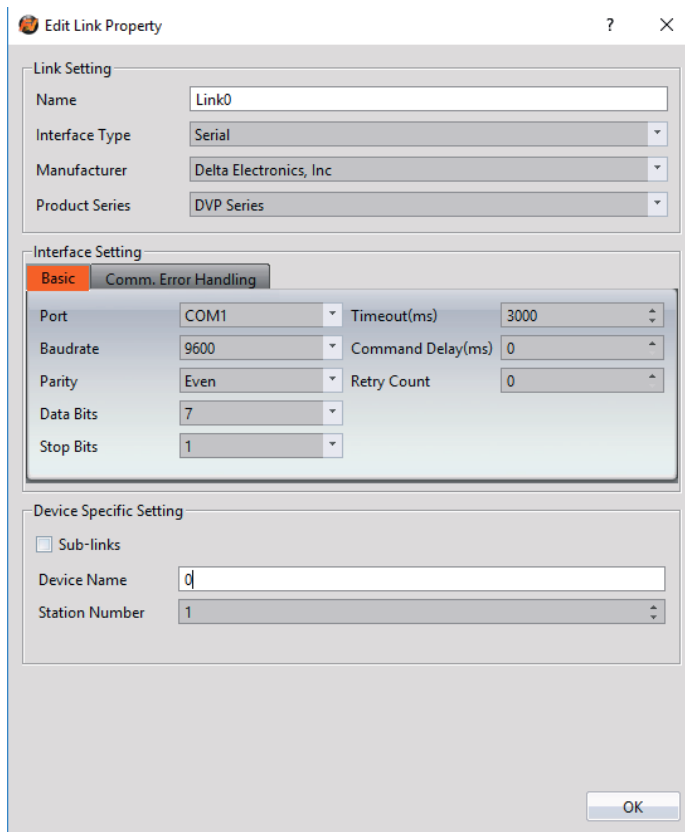 Edit Link Property
Link Setting
Name Link0
Interface Type Serial
Manufacturer Delta Electronics, Inc
Product Series DVP Series
Interface Setting
Basic Comm. Error Handling
Port COM1 Timeout(ms) 3000
Baudrate 9600 Command Delay(ms) 0
Parity Even Retry Count 0
Data Bits 7
Stop Bits 1
Device Specific Setting
Sub-links
Device Name 0
Station Number 1
OK